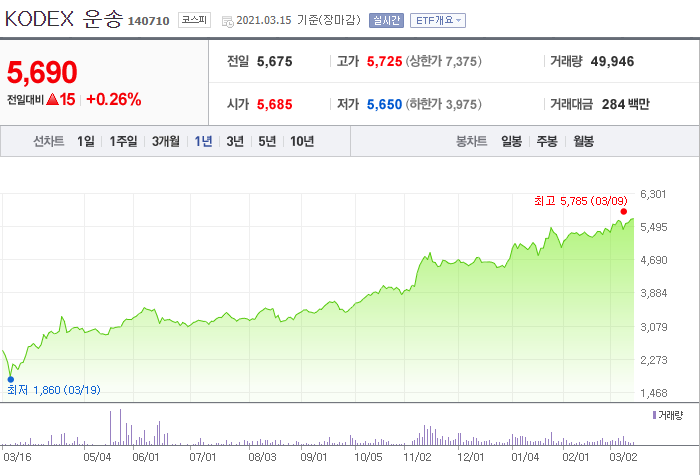 KODEX 운송 140710 코스피 2021.03.15 기준(장마감) 실시간 ETF개요
5,690
전일대비 ▲15 +0.26%
전일 5,675 고가 5,725 (상한가 7,375) 거래량 49,946
시가 5,685 저가 5,650 (하한가 3,975) 거래대금 284 백만
선차트 1일 1주일 3개월 1년 3년 5년 10년 봉차트 일봉 주봉 월봉
6,301
최고 5,785 (03/09)
5,495
4,690
3,884
3,079
2,273
최저 1,860 (03/19)
1,468
거래량
03/16 05/04 06/01 07/01 08/03 09/01 10/05 11/02 12/01 01/04 02/01 03/02